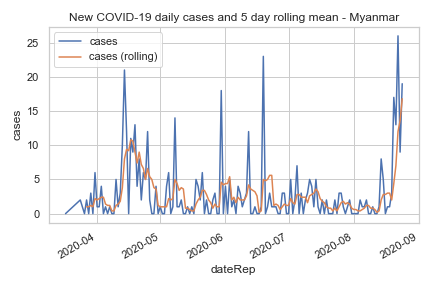 New COVID-19 daily cases and 5 day rolling mean - Myanmar
cases
cases (rolling)
25
20
15
10
5
0
cases
2020-04
2020-05
2020-06
2020-07
2020-08
2020-09
dateRep